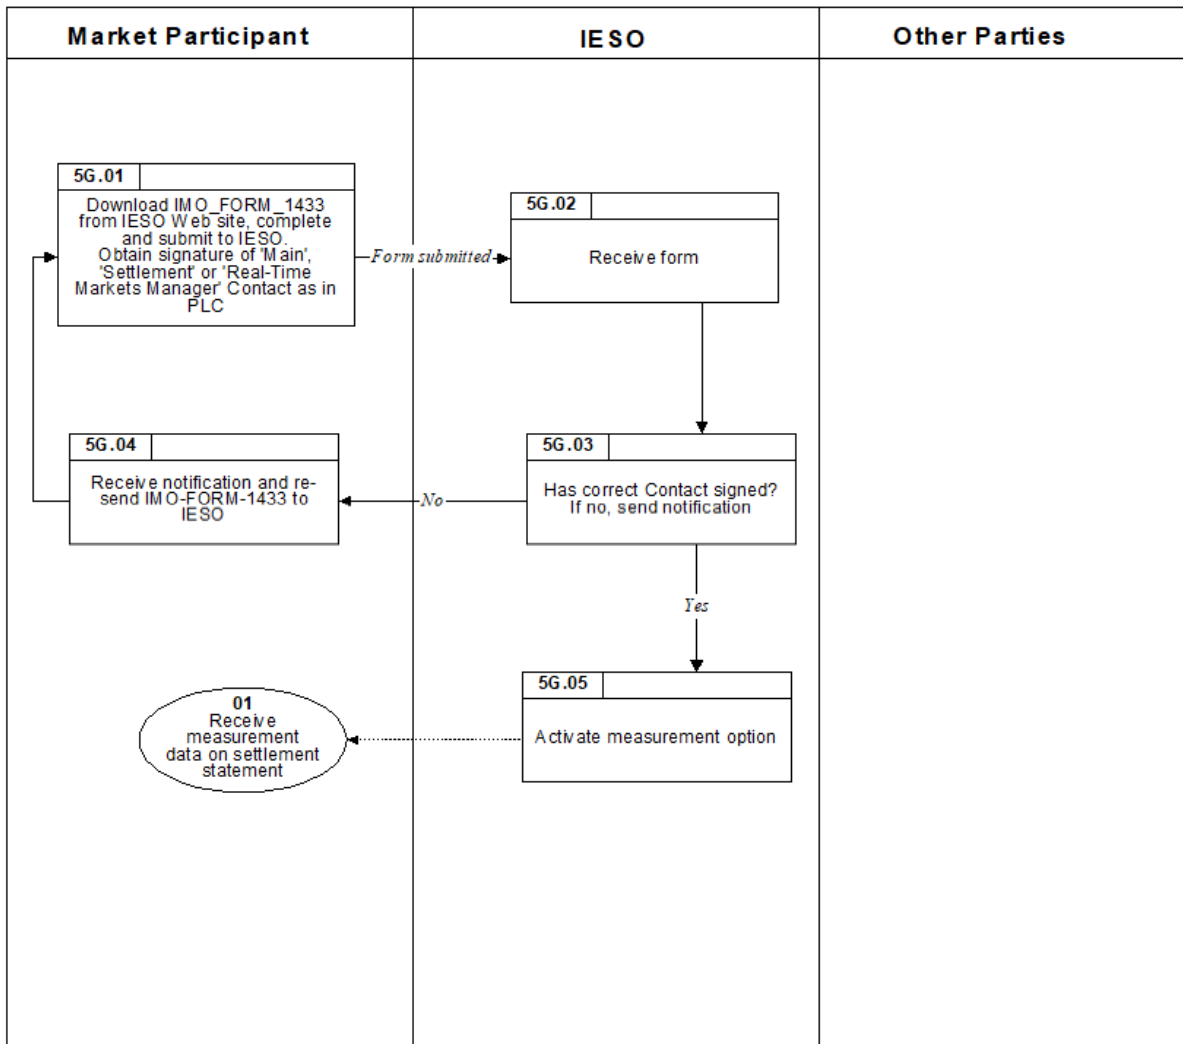 Market Participant
IESO
Other Parties
5G.01
Download IMO_FORM_1433
from IESO Web site, complete
and submit to IESO.
Obtain signature of 'Main',
'Settlement' or 'Real-Time
Markets Manager' Contact as in
PLC
Form submitted
5G.02
Receive form
5G.04
Receive notification and re-
send IMO-FORM-1433 to
IESO
No
5G.03
Has correct Contact signed?
If no, send notification
Yes
5G.05
Activate measurement option
01
Receive
measurement
data on settlement
statement